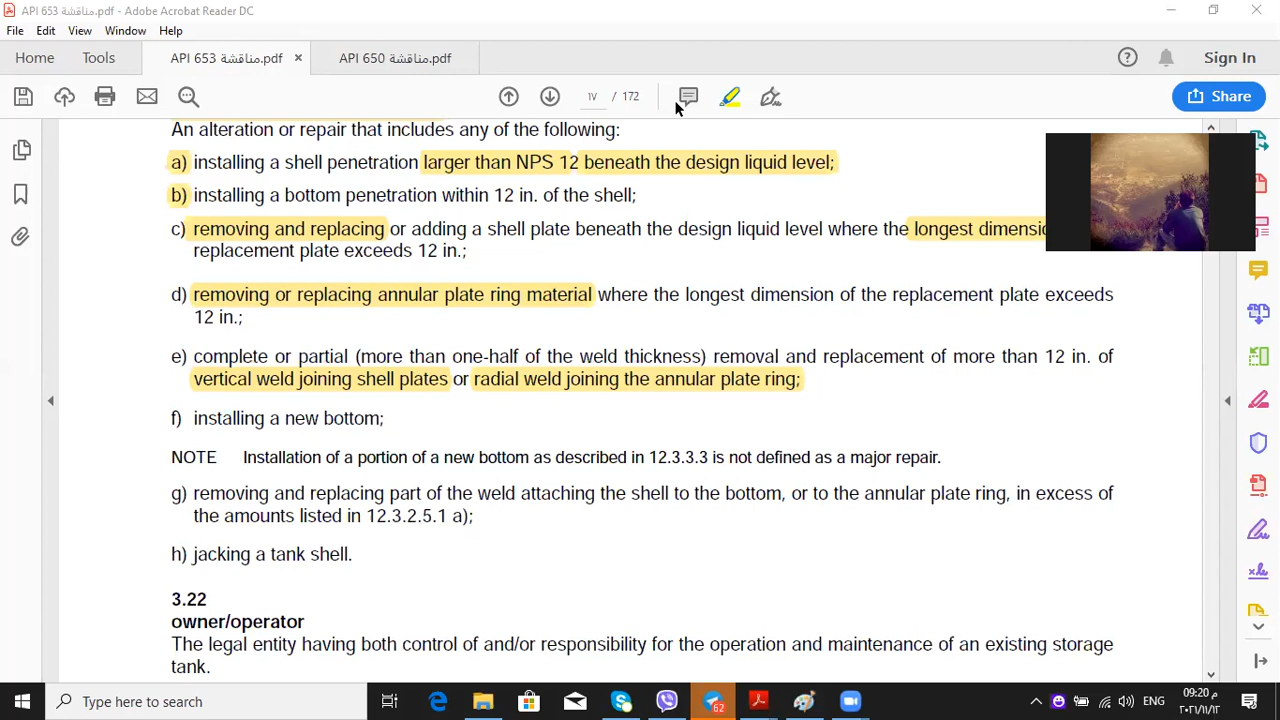 API 653 مناقشة.pdf - Adobe Acrobat Reader DC
File Edit View Window Help
Home Tools API 653 مناقشة.pdf × API 650 مناقشة.pdf Sign In
١٧ / 172 Share
An alteration or repair that includes any of the following:
a) installing a shell penetration larger than NPS 12 beneath the design liquid level;
b) installing a bottom penetration within 12 in. of the shell;
c) removing and replacing or adding a shell plate beneath the design liquid level where the longest dimensio
replacement plate exceeds 12 in.;
d) removing or replacing annular plate ring material where the longest dimension of the replacement plate exceeds
12 in.;
e) complete or partial (more than one-half of the weld thickness) removal and replacement of more than 12 in. of
vertical weld joining shell plates or radial weld joining the annular plate ring;
f) installing a new bottom;
NOTE Installation of a portion of a new bottom as described in 12.3.3.3 is not defined as a major repair.
g) removing and replacing part of the weld attaching the shell to the bottom, or to the annular plate ring, in excess of
the amounts listed in 12.3.2.5.1 a);
h) jacking a tank shell.
3.22
owner/operator
The legal entity having both control of and/or responsibility for the operation and maintenance of an existing storage
tank.
Type here to search 62 ENG 09:20 م
٢٠٢١/١١/١٢